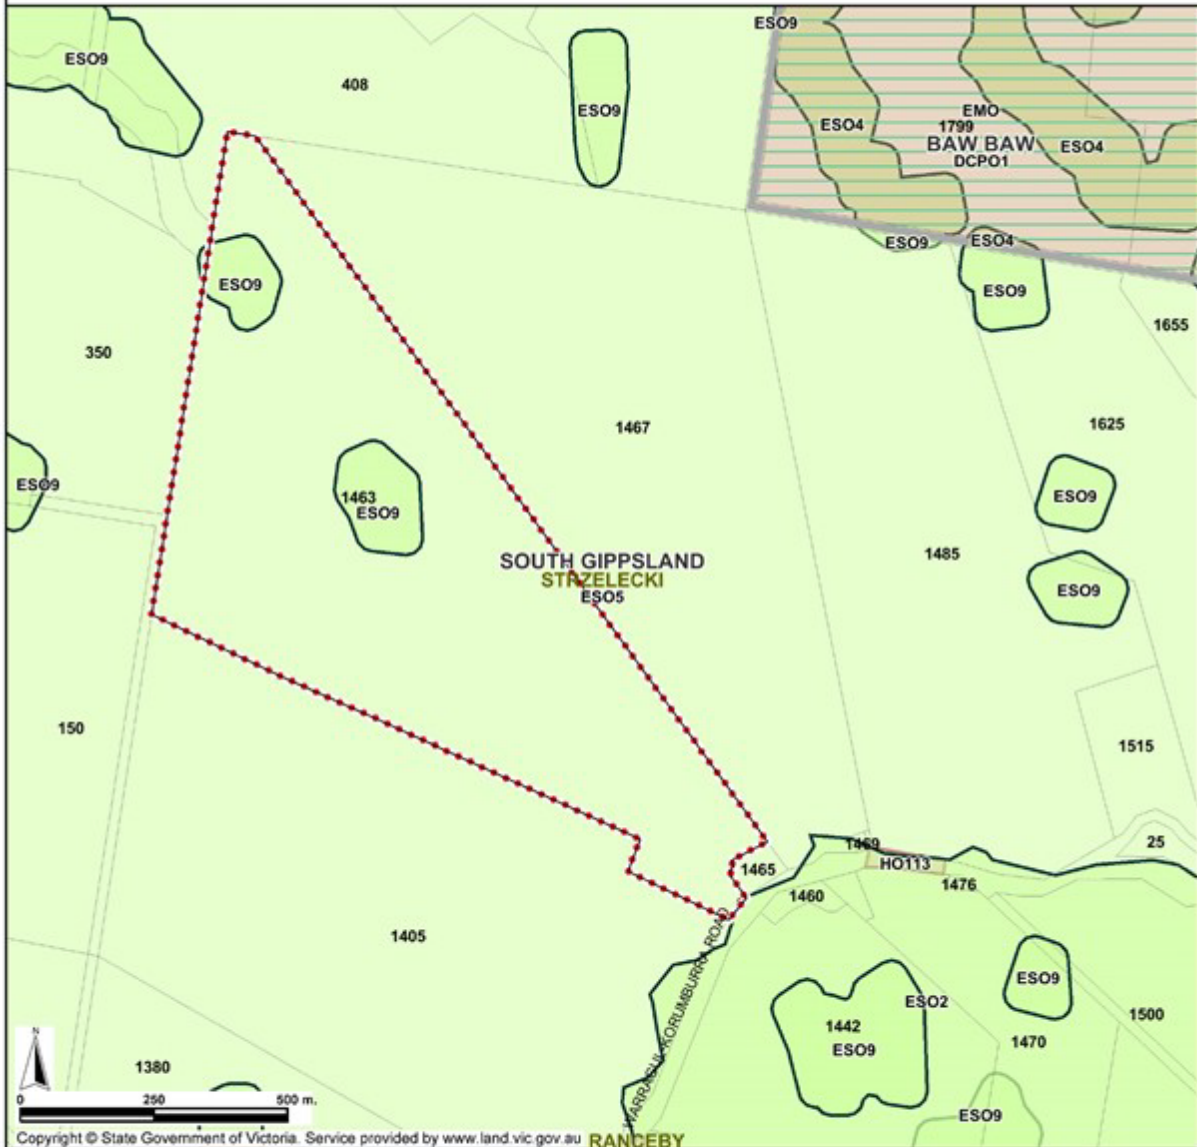 ESO9
ESO9
408
ESO9
ESO4
EMO
1799
BAW BAW
DCPO1
ESO4
ESO9
ESO4
ESO9
ESO9
1655
350
1467
1625
ESO9
1463
ESO9
ESO9
1485
SOUTH GIPPSLAND
STRZELECKI
ESO5
ESO9
150
1515
1469
25
HO113
1465
1476
1460
WARRAGUL-KORUMBURRA ROAD
1405
ESO9
ESO2
1442
ESO9
1500
1470
N
1380
0 250 500 m.
ESO9
Copyright © State Government of Victoria. Service provided by www.land.vic.gov.au
RANCEBY